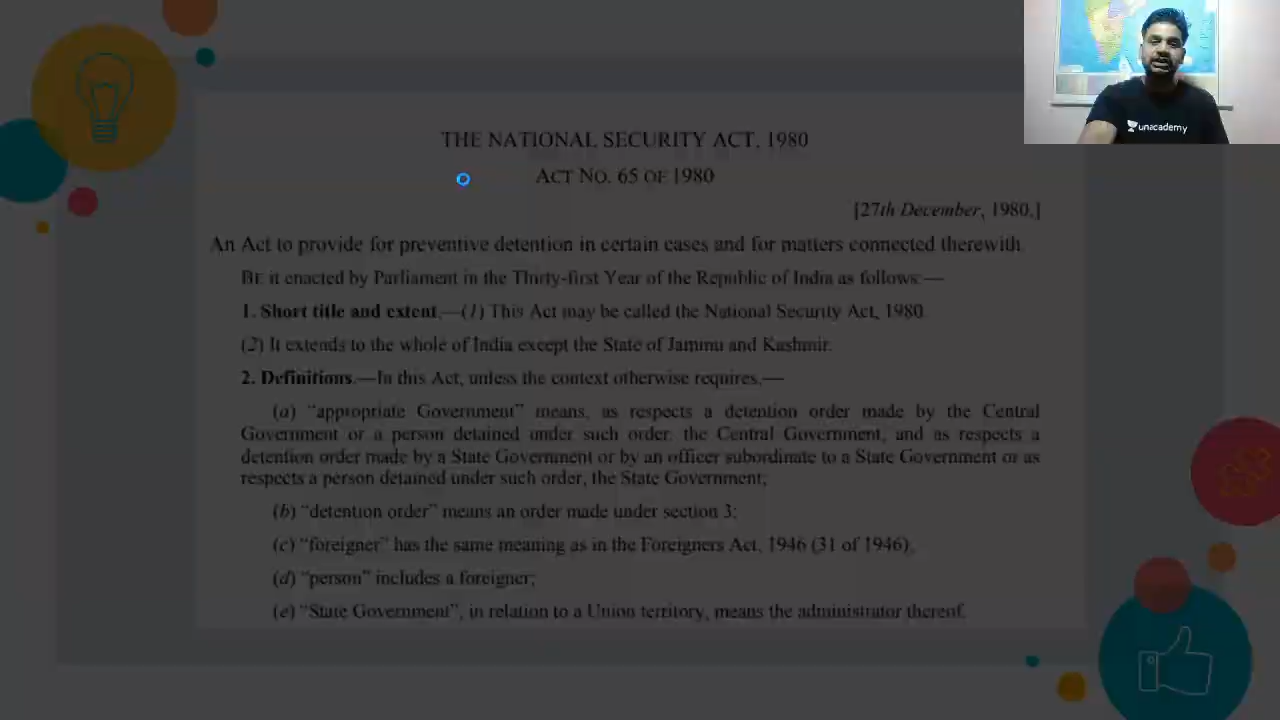 unacademy
THE NATIONAL SECURITY ACT, 1980
ACT NO. 65 OF 1980
[27th December, 1980.]
An Act to provide for preventive detention in certain cases and for matters connected therewith.
BE it enacted by Parliament in the Thirty-first Year of the Republic of India as follows:—
1. Short title and extent.—(1) This Act may be called the National Security Act, 1980.
(2) It extends to the whole of India except the State of Jammu and Kashmir.
2. Definitions.—In this Act, unless the context otherwise requires,—
(a) “appropriate Government” means, as respects a detention order made by the Central
Government or a person detained under such order, the Central Government, and as respects a
detention order made by a State Government or by an officer subordinate to a State Government or as
respects a person detained under such order, the State Government;
(b) “detention order” means an order made under section 3;
(c) “foreigner” has the same meaning as in the Foreigners Act, 1946 (31 of 1946),
(d) “person” includes a foreigner;
(e) “State Government”, in relation to a Union territory, means the administrator thereof.